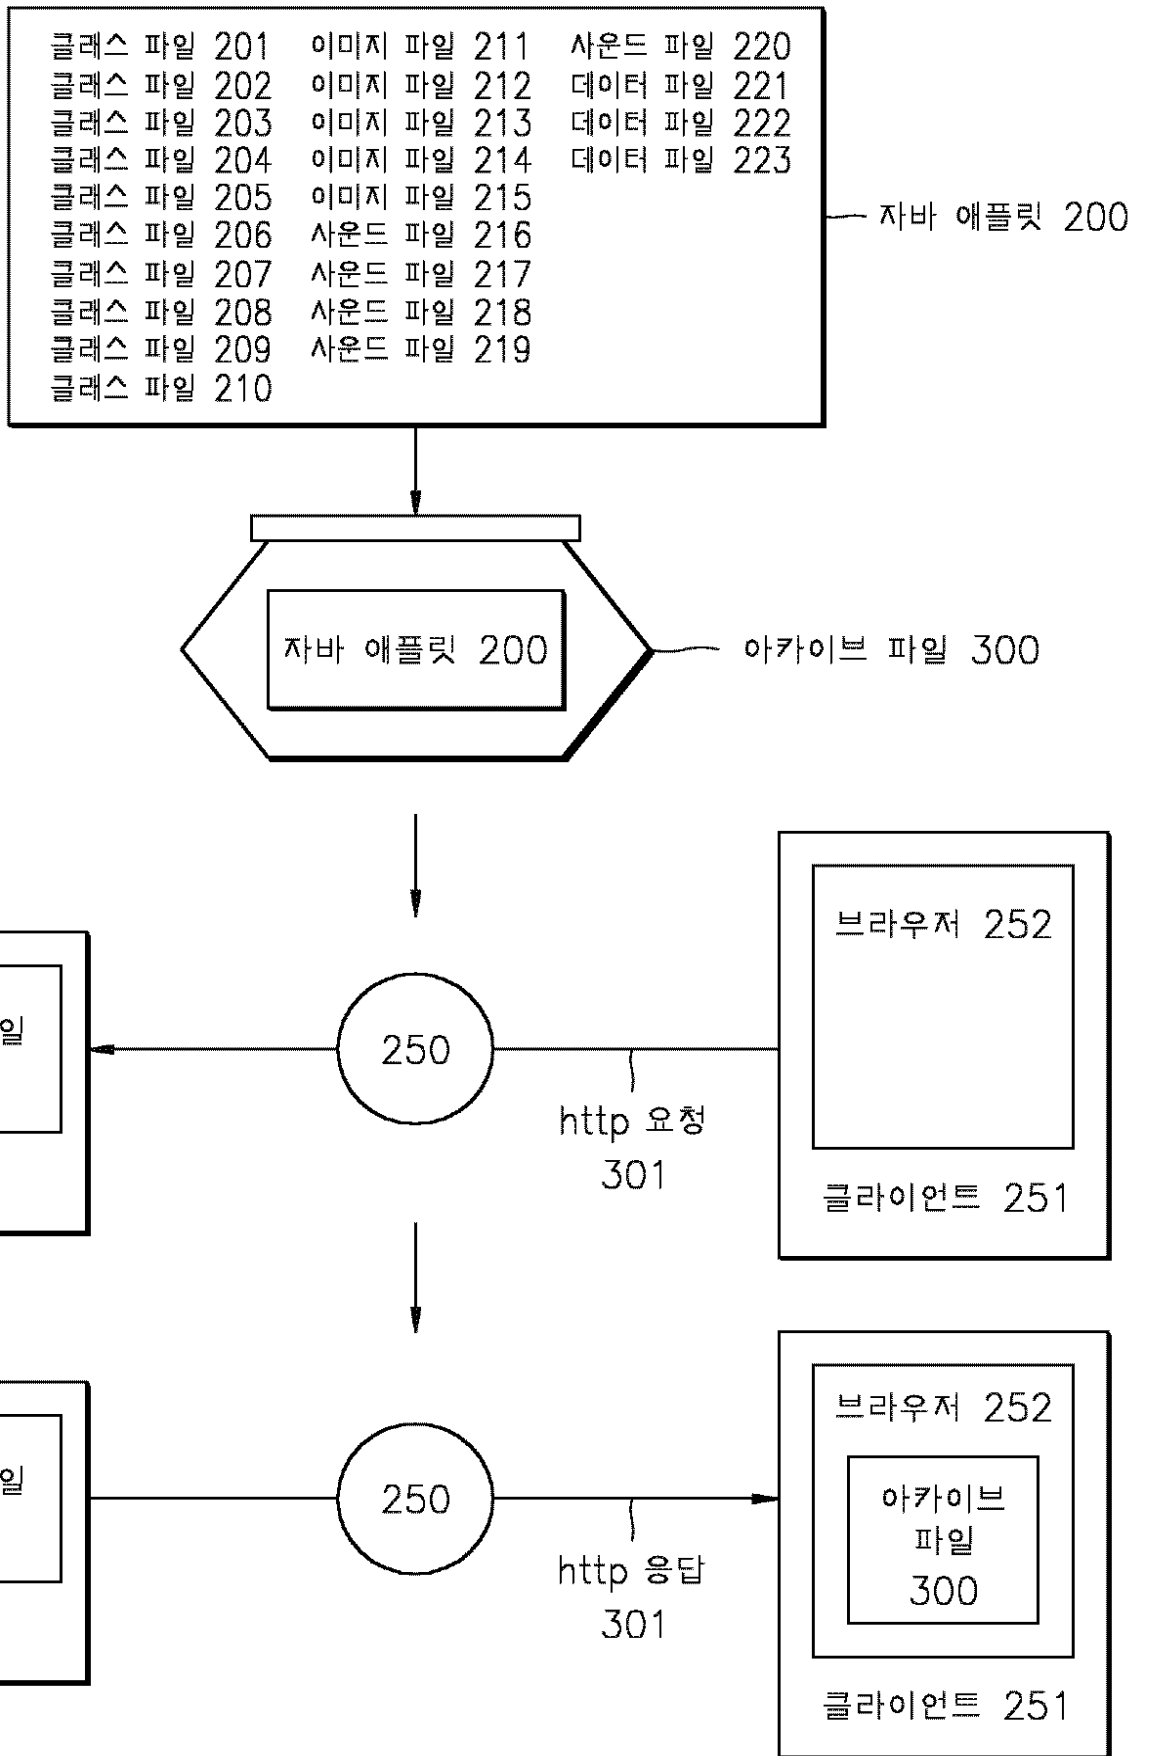 클래스 파일 201 이미지 파일 211 사운드 파일 220
클래스 파일 202 이미지 파일 212 데이터 파일 221
클래스 파일 203 이미지 파일 213 데이터 파일 222
클래스 파일 204 이미지 파일 214 데이터 파일 223
클래스 파일 205 이미지 파일 215
클래스 파일 206 사운드 파일 216
클래스 파일 207 사운드 파일 217
클래스 파일 208 사운드 파일 218
클래스 파일 209 사운드 파일 219
클래스 파일 210
자바 애플릿 200
자바 애플릿 200
아카이브 파일 300
브라우저 252
일
250
http 요청
301
클라이언트 251
브라우저 252
일
250
아카이브
파일
300
http 응답
301
클라이언트 251